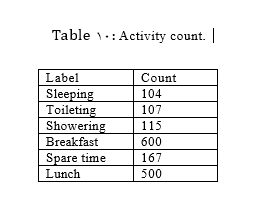 Table ١٠: Activity count.
Label Count
Sleeping 104
Toileting 107
Showering 115
Breakfast 600
Spare time 167
Lunch 500